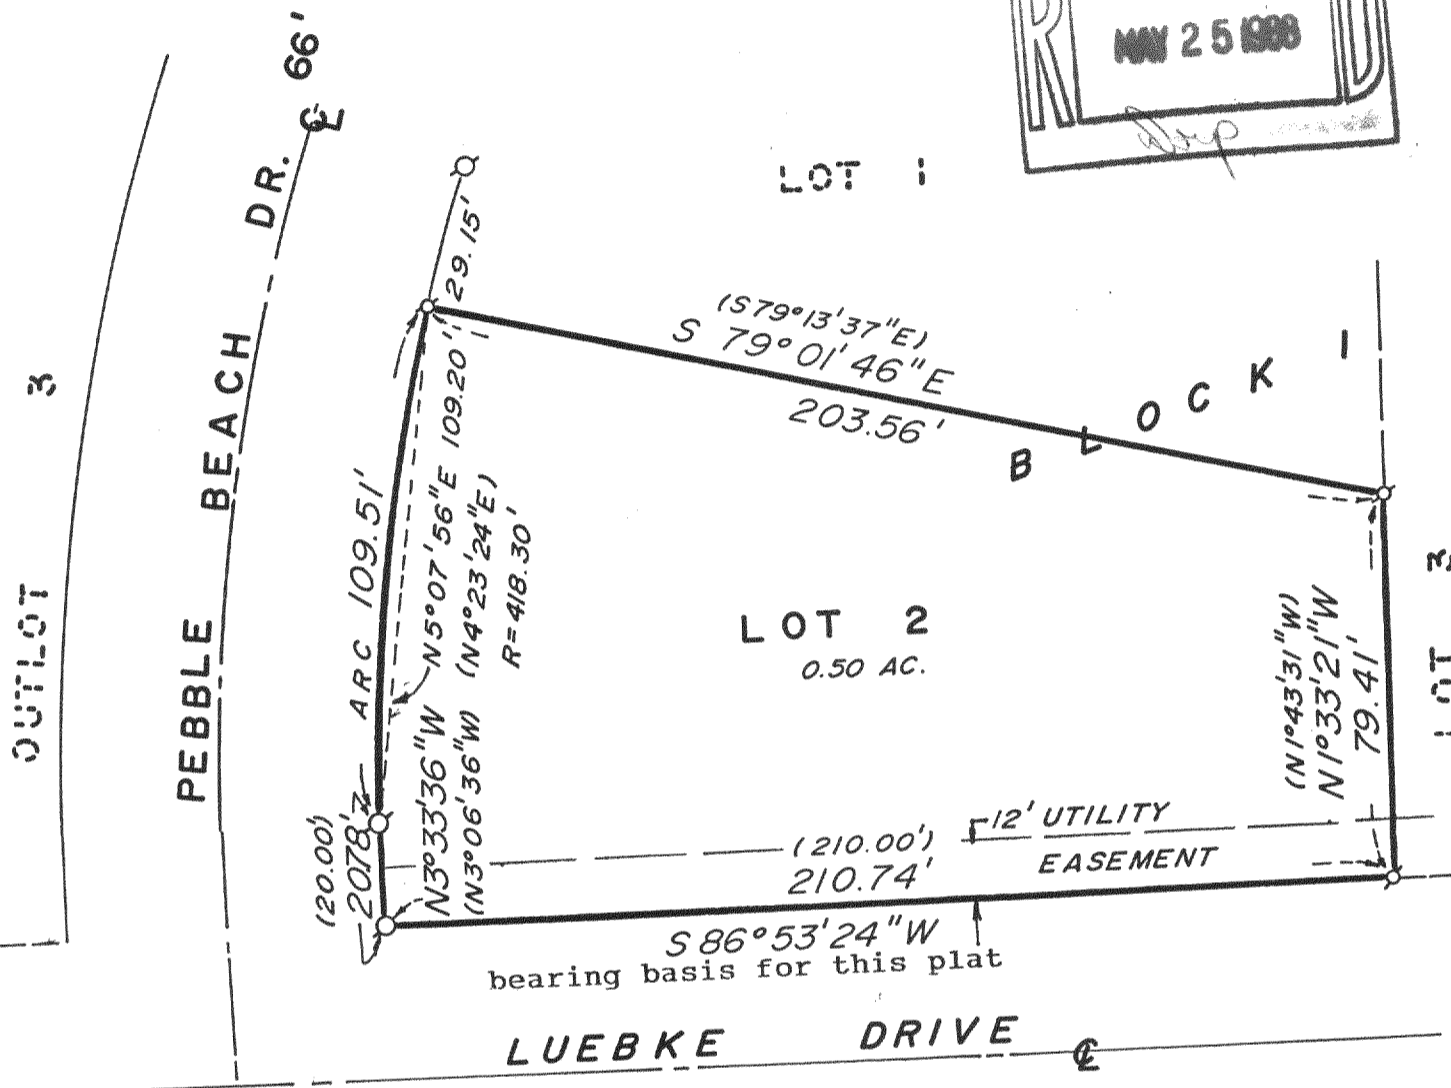 66'
℄
PEBBLE BEACH DR.
MAY 25 1988
LOT 1
29.15'
(S79°13'37"E)
S 79°01'46"E
203.56'
BLOCK 1
OUTLOT 3
ARC 109.51'
N5°07'56"E 109.20'
(N4°23'24"E)
R=418.30'
LOT 2
0.50 AC.
(N1°43'31"W)
N1°33'21"W
79.41'
LOT 3
(20.00')
20.78'
N3°33'36"W
(N3°06'36"W)
12' UTILITY
EASEMENT
(210.00')
210.74'
S 86°53'24"W
bearing basis for this plat
LUEBKE DRIVE ℄